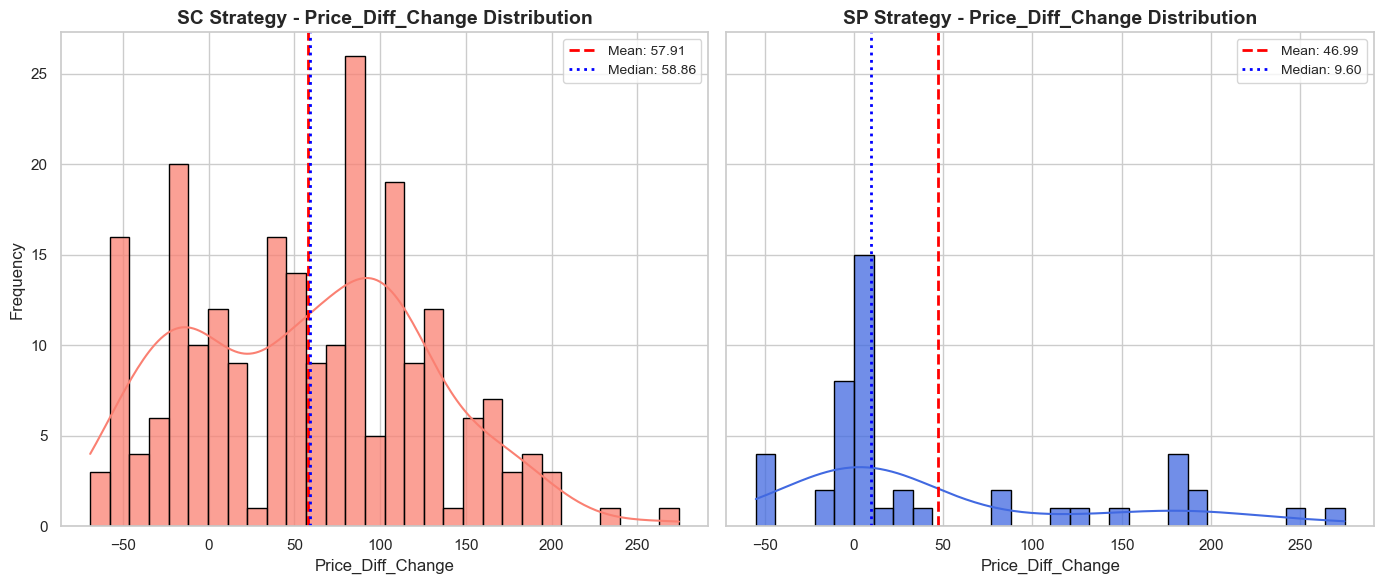 SC Strategy - Price_Diff_Change Distribution
Mean: 57.91
Median: 58.86
Frequency
25
20
15
10
5
0
−50
0
50
100
150
200
250
Price_Diff_Change
SP Strategy - Price_Diff_Change Distribution
Mean: 46.99
Median: 9.60
−50
0
50
100
150
200
250
Price_Diff_Change